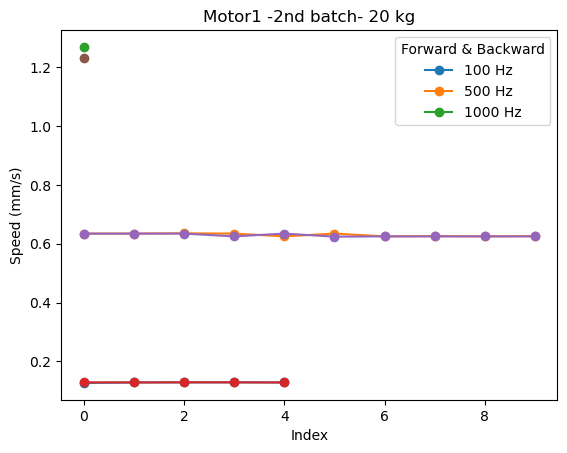 Motor1 -2nd batch- 20 kg
Forward & Backward
100 Hz
500 Hz
1000 Hz
1.2
1.0
0.8
0.6
0.4
0.2
Speed (mm/s)
0 2 4 6 8
Index